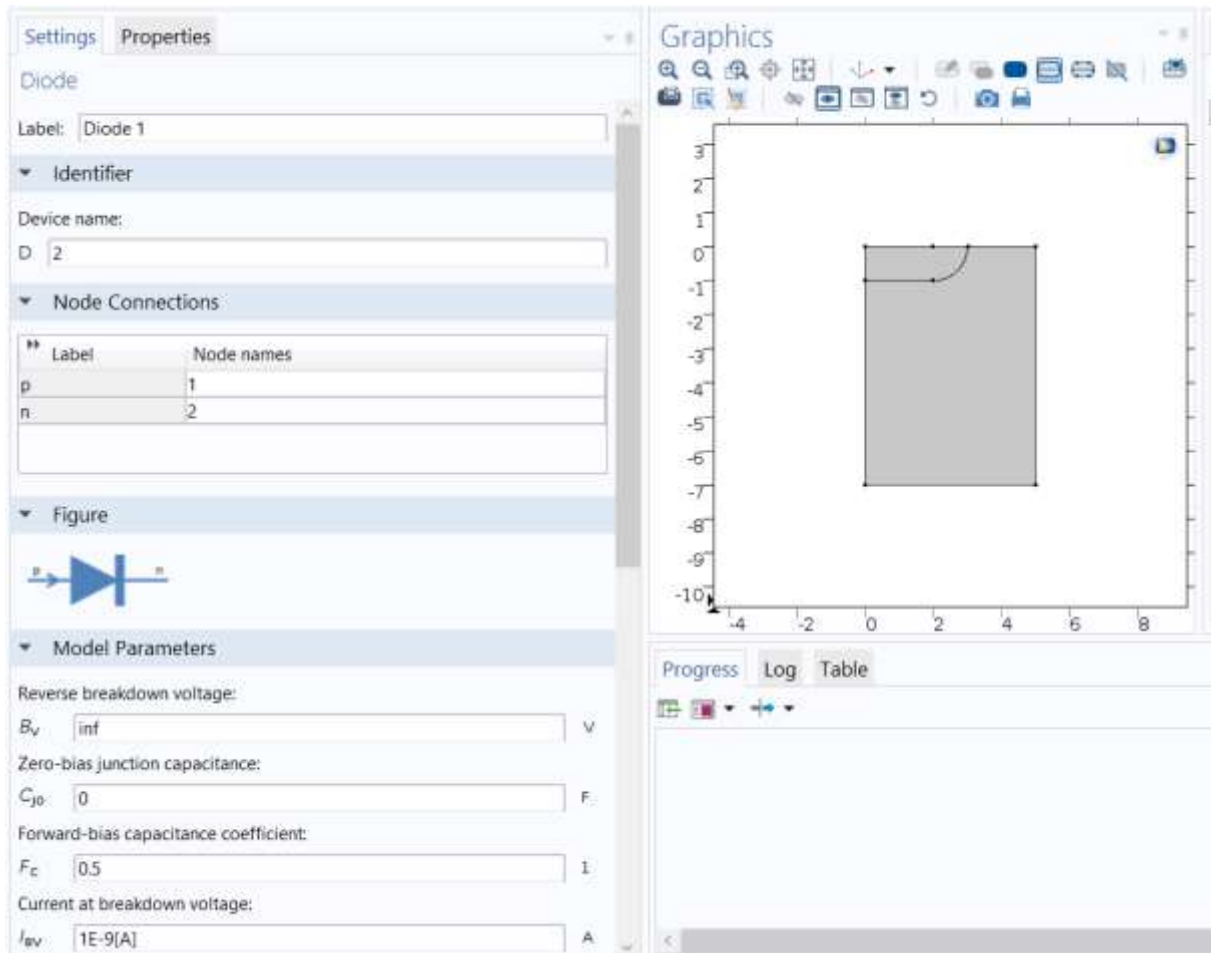 Settings Properties
Diode
Label: Diode 1
Identifier
Device name:
D 2
Node Connections
Label Node names
p 1
n 2
Figure
p n
Model Parameters
Reverse breakdown voltage:
Bv inf V
Zero-bias junction capacitance:
Cj0 0 F
Forward-bias capacitance coefficient:
Fc 0.5 1
Current at breakdown voltage:
IBV 1E-9[A] A
Graphics
3
2
1
0
-1
-2
-3
-4
-5
-6
-7
-8
-9
-10
-4 -2 0 2 4 6 8
Progress Log Table